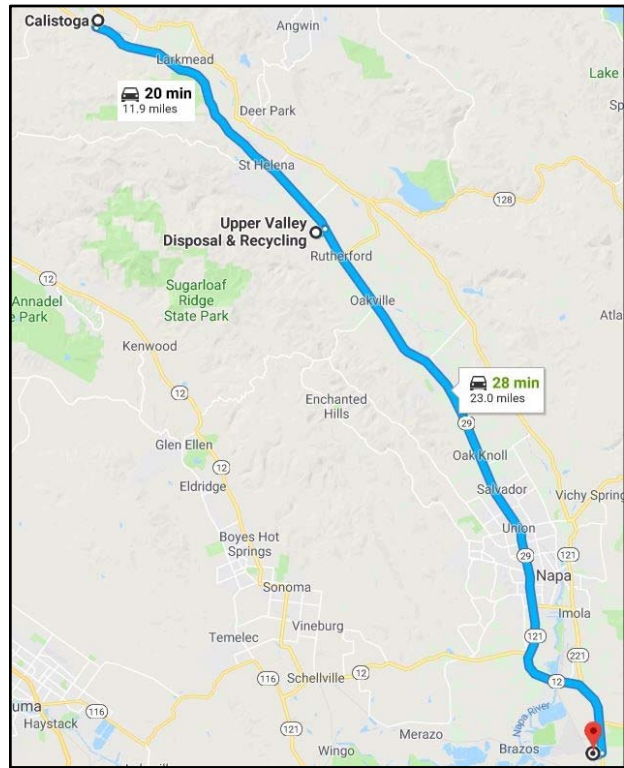 Calistoga
Angwin
Larkmead
20 min
11.9 miles
Deer Park
St Helena
128
Upper Valley
Disposal & Recycling
Rutherford
12
Sugarloaf
Ridge
State Park
Annadel
Park
Oakville
Kenwood
28 min
23.0 miles
12
Enchanted
Hills
29
Glen Ellen
Oak Knoll
12
Eldridge
Salvador
Vichy Spring
Boyes Hot
Springs
Union
29
121
Napa
Sonoma
Imola
Vineburg
Temelec
121
221
12
116
Schellville
12
116
Haystack
121
Napa River
Merazo
Wingo
Brazos